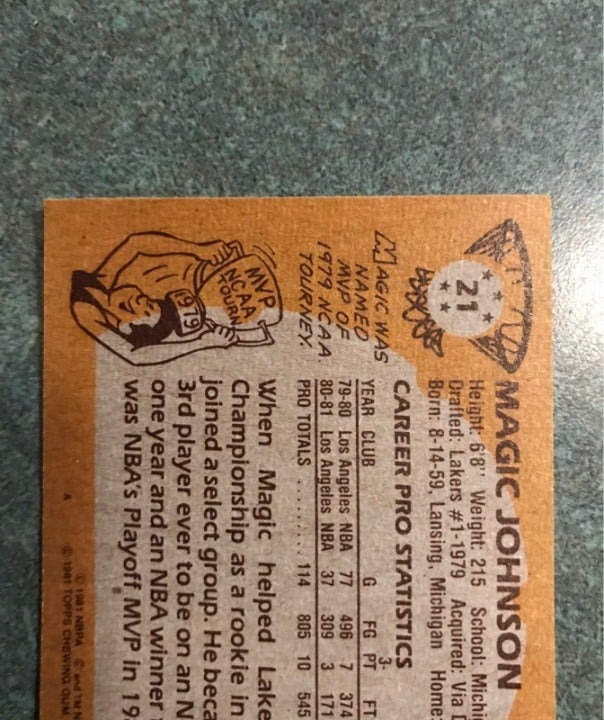 21
MAGIC JOHNSON
Height: 6'8" Weight: 215 School: Michi
Drafted: Lakers #1-1979 Acquired: Via
Born: 8-14-59, Lansing, Michigan Home
CAREER PRO STATISTICS
3-
YEAR CLUB G FG PT FT
79-80 Los Angeles NBA 77 496 7 374
80-81 Los Angeles NBA 37 309 3 171
PRO TOTALS .......... 114 805 10 545
MAGIC WAS
NAMED
MVP OF
1979 NCAA
TOURNEY.
MVP
NCAA
TOURN.
1979
When Magic helped Lake
Championship as a rookie in
joined a select group. He beca
3rd player ever to be on an N
one year and an NBA winner
was NBA's Playoff MVP in 19
A
© 1981 NBPA © and TM N
© 1981 TOPPS CHEWING GUM